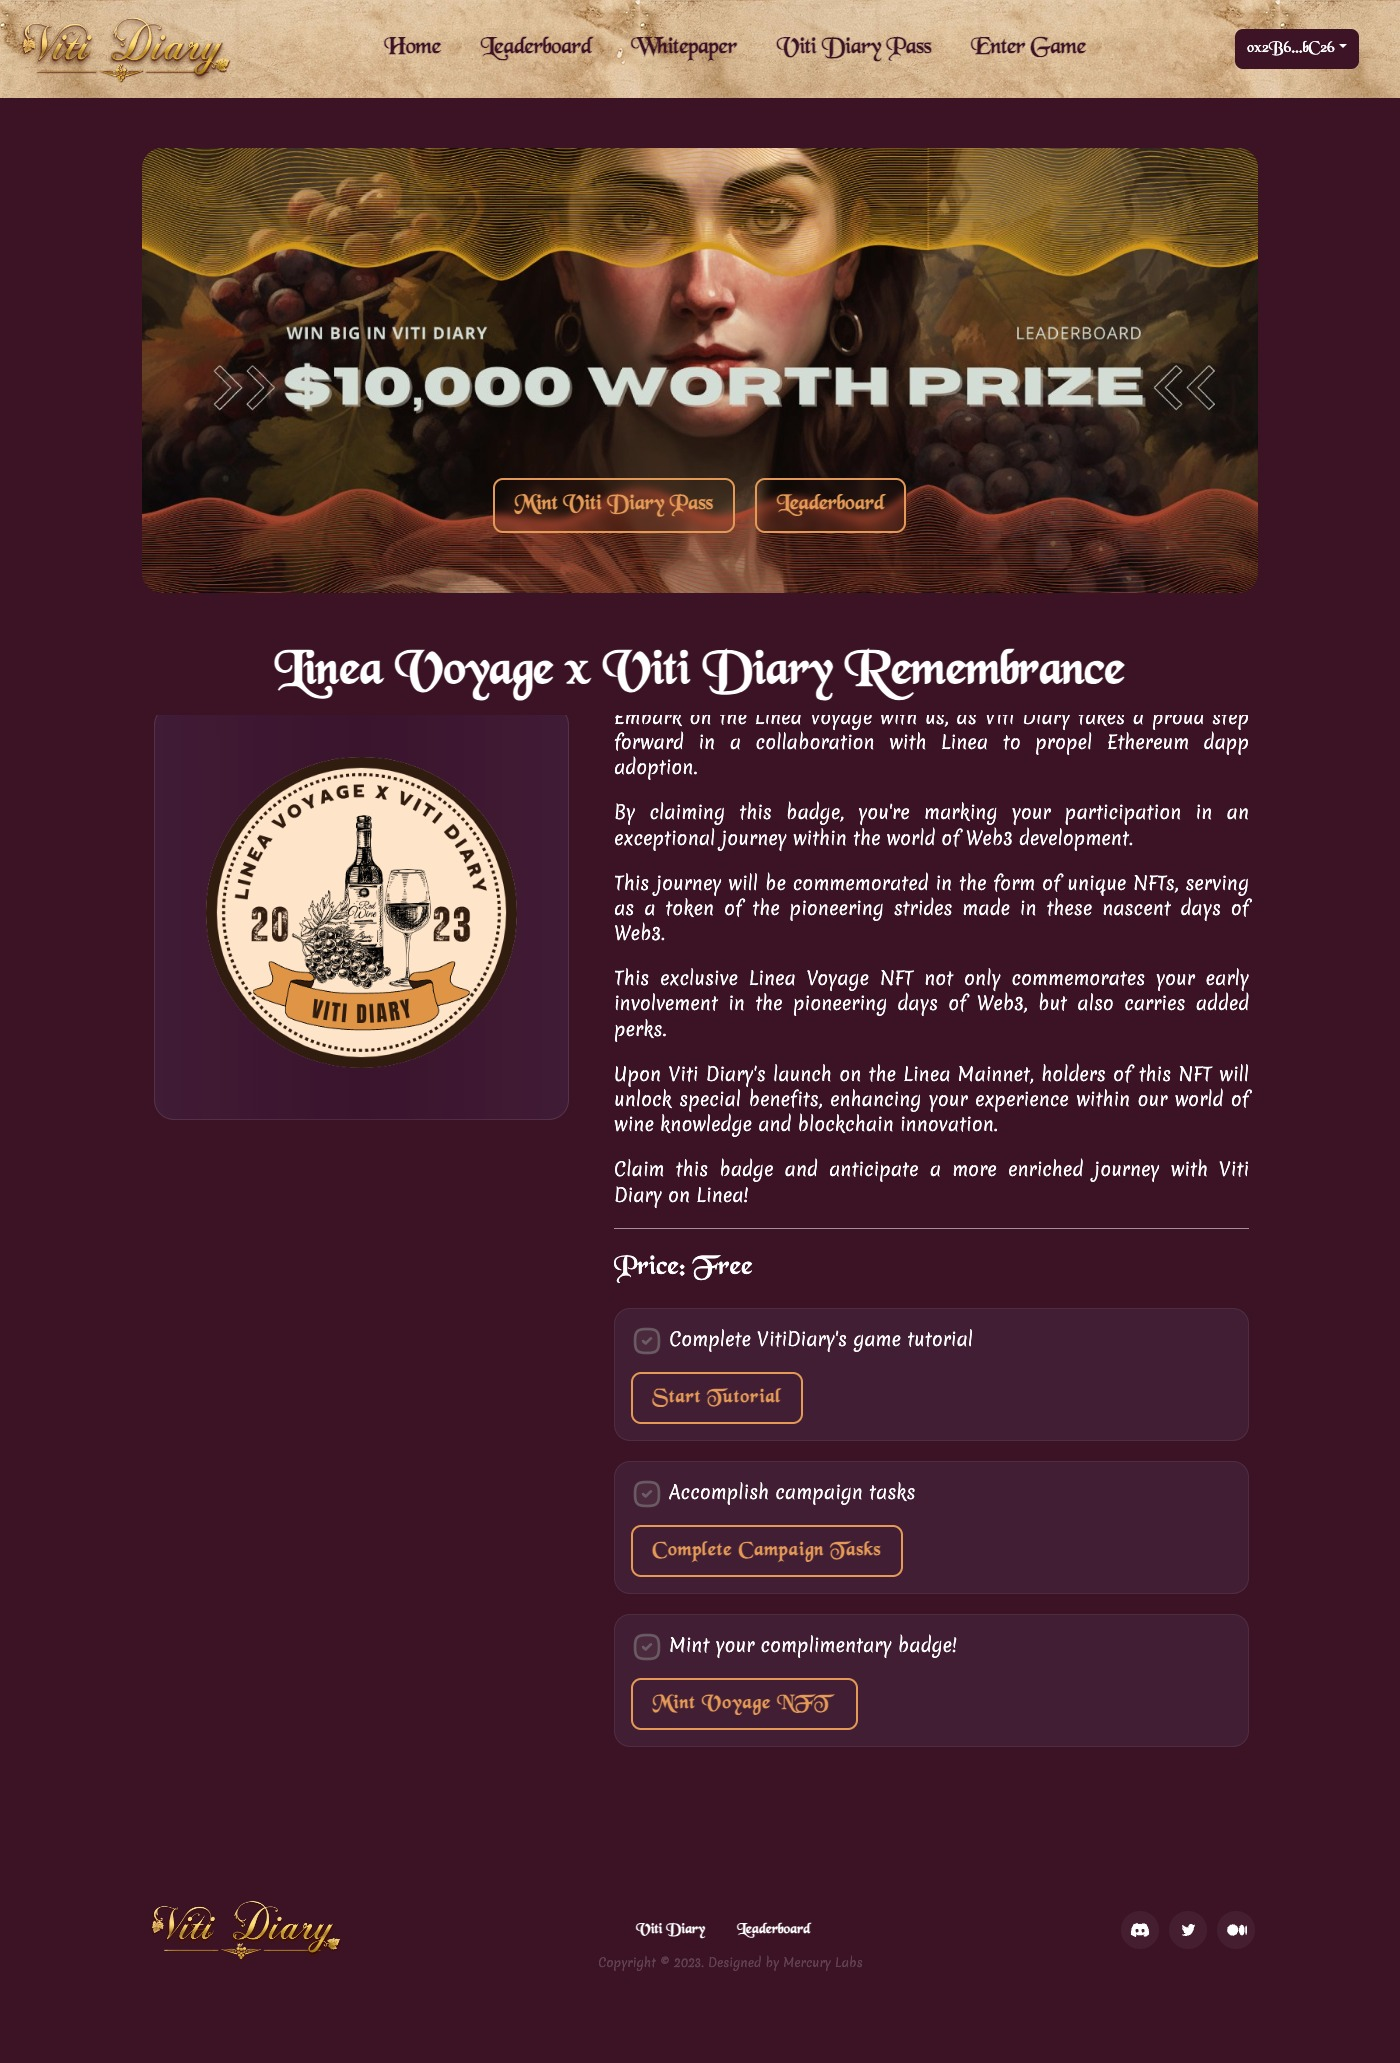 Viti Diary
Home Leaderboard Whitepaper Viti Diary Pass Enter Game
0x2B6...bC26
WIN BIG IN VITI DIARY
LEADERBOARD
$10,000 WORTH PRIZE
Mint Viti Diary Pass
Leaderboard
Linea Voyage x Viti Diary Remembrance
LINEA VOYAGE X VITI DIARY
20 23
Red
Wine
VITI DIARY
Embark on the Linea Voyage with us, as Viti Diary takes a proud step
forward in a collaboration with Linea to propel Ethereum dapp
adoption.
By claiming this badge, you're marking your participation in an
exceptional journey within the world of Web3 development.
This journey will be commemorated in the form of unique NFTs, serving
as a token of the pioneering strides made in these nascent days of
Web3.
This exclusive Linea Voyage NFT not only commemorates your early
involvement in the pioneering days of Web3, but also carries added
perks.
Upon Viti Diary's launch on the Linea Mainnet, holders of this NFT will
unlock special benefits, enhancing your experience within our world of
wine knowledge and blockchain innovation.
Claim this badge and anticipate a more enriched journey with Viti
Diary on Linea!
Price: Free
Complete VitiDiary's game tutorial
Start Tutorial
Accomplish campaign tasks
Complete Campaign Tasks
Mint your complimentary badge!
Mint Voyage NFT
Viti Diary
Viti Diary Leaderboard
Copyright © 2023. Designed by Mercury Labs